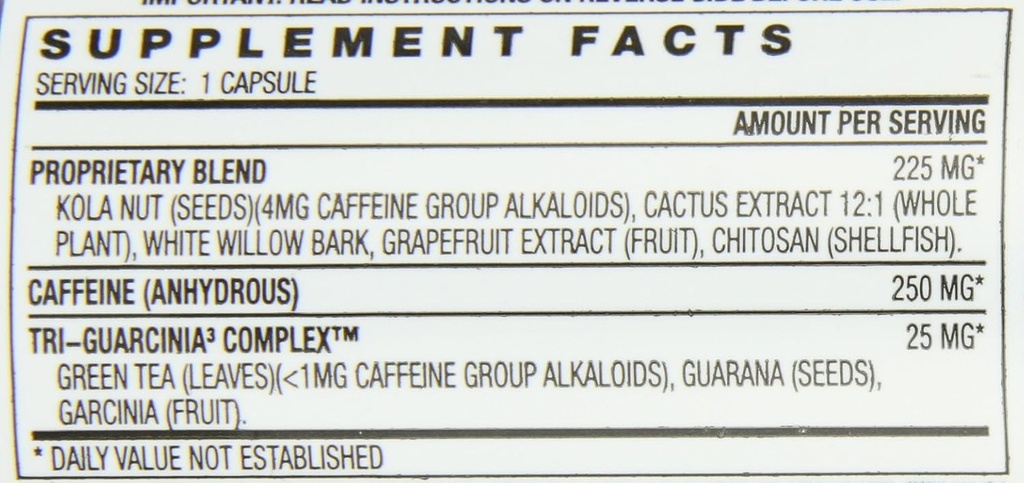 SUPPLEMENT FACTS
SERVING SIZE: 1 CAPSULE
AMOUNT PER SERVING
PROPRIETARY BLEND 225 MG*
KOLA NUT (SEEDS)(4MG CAFFEINE GROUP ALKALOIDS), CACTUS EXTRACT 12:1 (WHOLE
PLANT), WHITE WILLOW BARK, GRAPEFRUIT EXTRACT (FRUIT), CHITOSAN (SHELLFISH).
CAFFEINE (ANHYDROUS) 250 MG*
TRI–GUARCINIA³ COMPLEX™ 25 MG*
GREEN TEA (LEAVES)(<1MG CAFFEINE GROUP ALKALOIDS), GUARANA (SEEDS),
GARCINIA (FRUIT).
* DAILY VALUE NOT ESTABLISHED